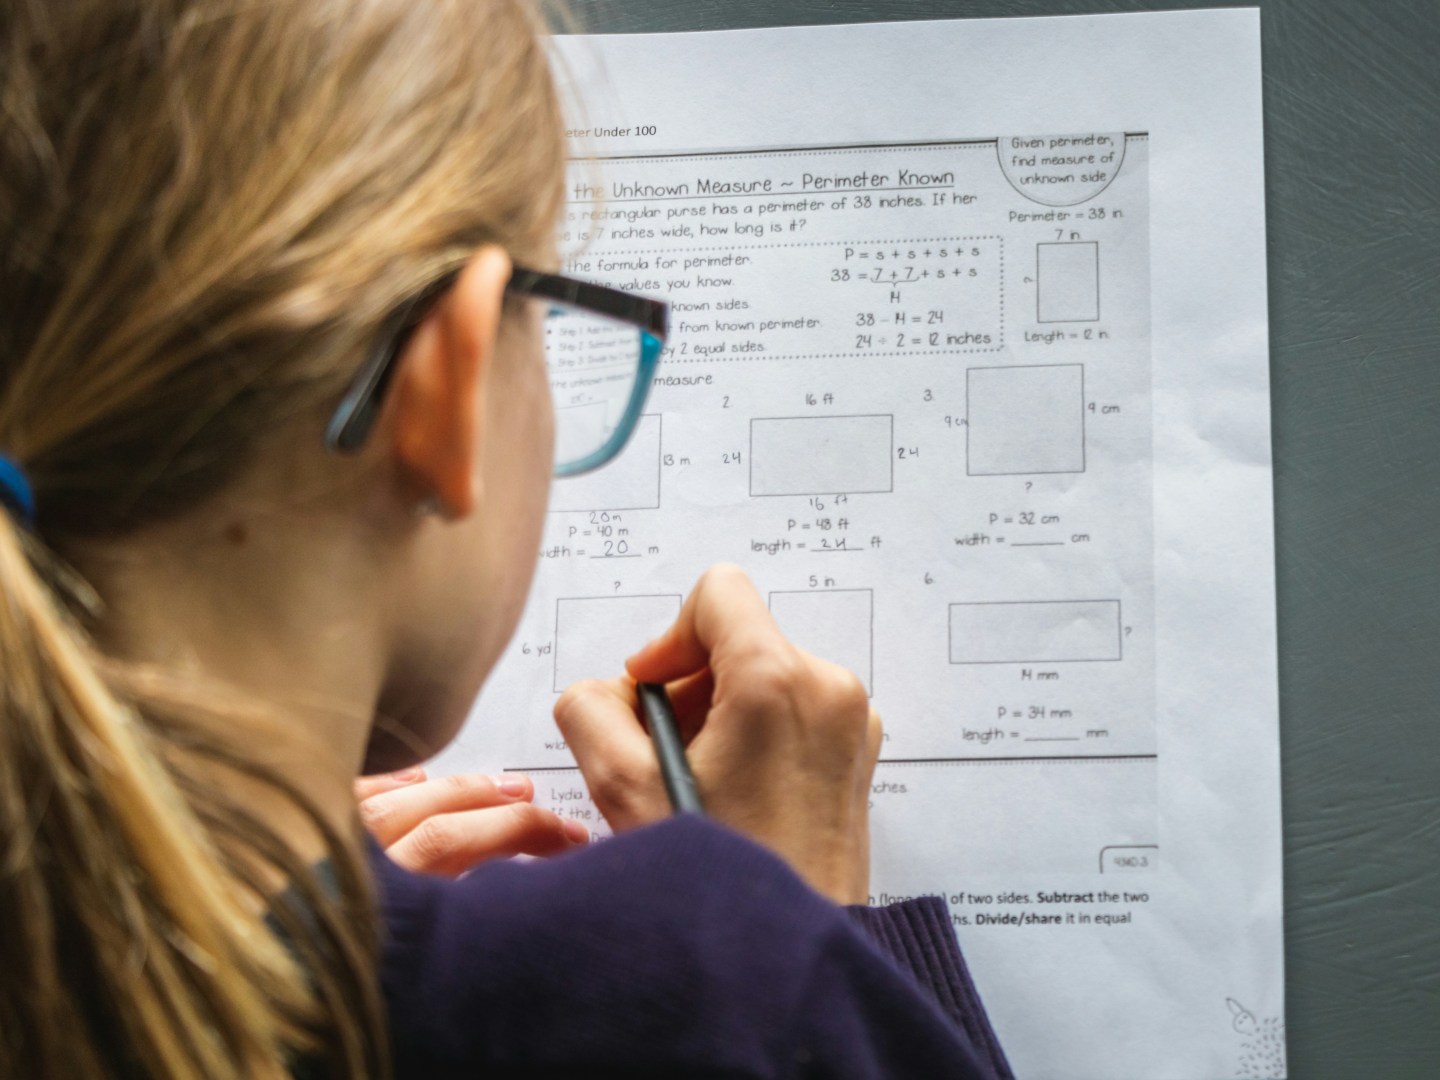 eter Under 100
Given perimeter,
find measure of
unknown side
the Unknown Measure ~ Perimeter Known
s rectangular purse has a perimeter of 38 inches. If her
e is 7 inches wide, how long is it?
Perimeter = 38 in.
7 in.
?
Length = 12 in.
the formula for perimeter.
the values you know.
known sides.
from known perimeter.
by 2 equal sides.
P = s + s + s + s
38 = 7 + 7 + s + s
14
38 - 14 = 24
24 ÷ 2 = 12 inches
measure.
13 m
20m
P = 40 m
width = 20 m
2.
16 ft
24
24
16 ft
P = 48 ft
length = 24 ft
3.
9 cm
9 cm
?
P = 32 cm
width = ______ cm
?
6 yd
wid
5 in.
6.
?
14 mm
P = 34 mm
length = ______ mm
Lydia
If the p
nches.
?
4.MD.3
of two sides. Subtract the two
ths. Divide/share it in equal